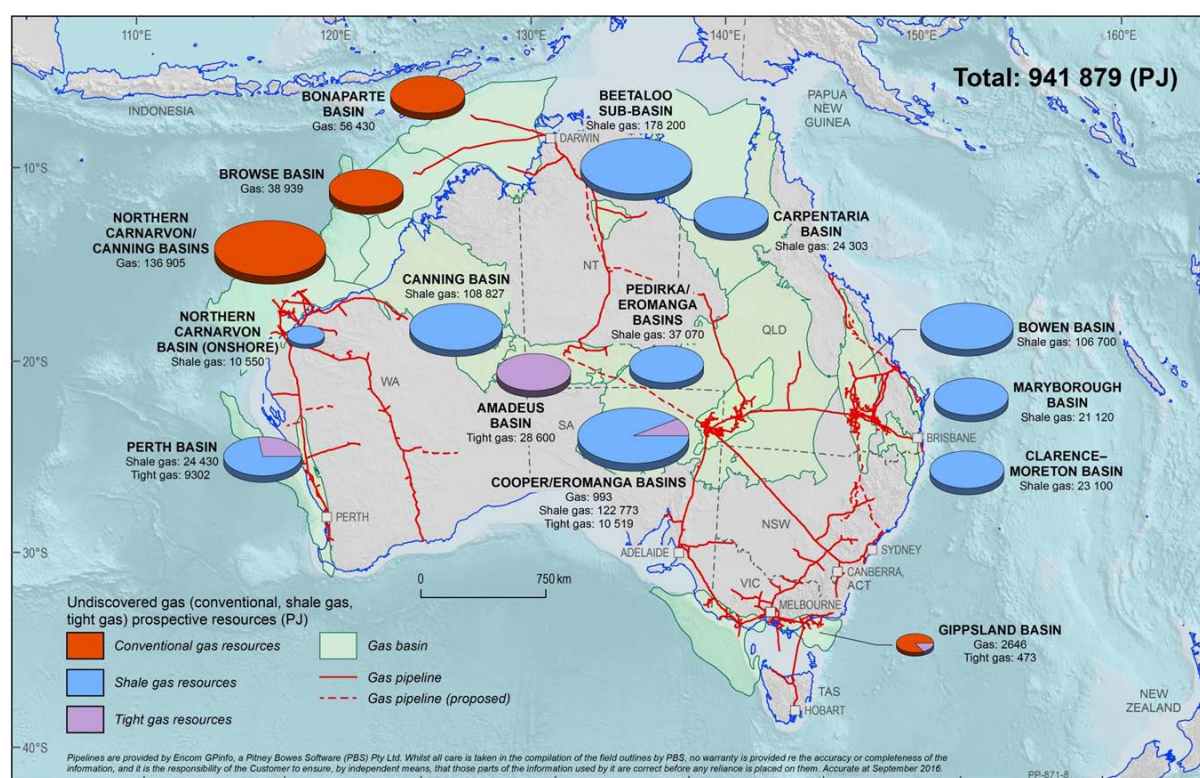 110°E
120°E
130°E
140°E
150°E
160°E
Total: 941 879 (PJ)
INDONESIA
PAPUA
NEW
GUINEA
BONAPARTE
BASIN
Gas: 56 430
BEETALOO
SUB-BASIN
Shale gas: 178 200
DARWIN
10°S
BROWSE BASIN
Gas: 38 939
NORTHERN
CARNARVON/
CANNING BASINS
Gas: 136 905
CARPENTARIA
BASIN
Shale gas: 24 303
NT
CANNING BASIN
Shale gas: 108 827
PEDIRKA/
EROMANGA
BASINS
Shale gas: 37 070
QLD
NORTHERN
CARNARVON
BASIN (ONSHORE)
Shale gas: 10 550
BOWEN BASIN
Shale gas: 106 700
20°S
WA
AMADEUS
BASIN
Tight gas: 28 600
MARYBOROUGH
BASIN
Shale gas: 21 120
SA
BRISBANE
PERTH BASIN
Shale gas: 24 430
Tight gas: 9302
CLARENCE–
MORETON BASIN
Shale gas: 23 100
COOPER/EROMANGA BASINS
Gas: 993
Shale gas: 122 773
Tight gas: 10 519
PERTH
NSW
30°S
ADELAIDE
SYDNEY
CANBERRA,
ACT
0
750 km
VIC
MELBOURNE
Undiscovered gas (conventional, shale gas,
tight gas) prospective resources (PJ)
Conventional gas resources
Shale gas resources
Tight gas resources
Gas basin
Gas pipeline
Gas pipeline (proposed)
GIPPSLAND BASIN
Gas: 2646
Tight gas: 473
TAS
HOBART
NEW
ZEALAND
40°S
Pipelines are provided by Encom GPinfo, a Pitney Bowes Software (PBS) Pty Ltd. Whilst all care is taken in the compilation of the field outlines by PBS, no warranty is provided re the accuracy or completeness of the
information, and it is the responsibility of the Customer to ensure, by independent means, that those parts of the information used by it are correct before any reliance is placed on them. Accurate at September 2016.
PP-871-8